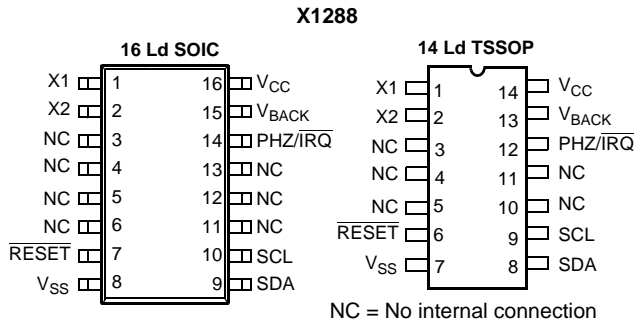 X1288
16 Ld SOIC
X1 1 16 VCC
X2 2 15 VBACK
NC 3 14 PHZ/IRQ
NC 4 13 NC
NC 5 12 NC
NC 6 11 NC
RESET 7 10 SCL
VSS 8 9 SDA
14 Ld TSSOP
X1 1 14 VCC
X2 2 13 VBACK
NC 3 12 PHZ/IRQ
NC 4 11 NC
NC 5 10 NC
RESET 6 9 SCL
VSS 7 8 SDA
NC = No internal connection